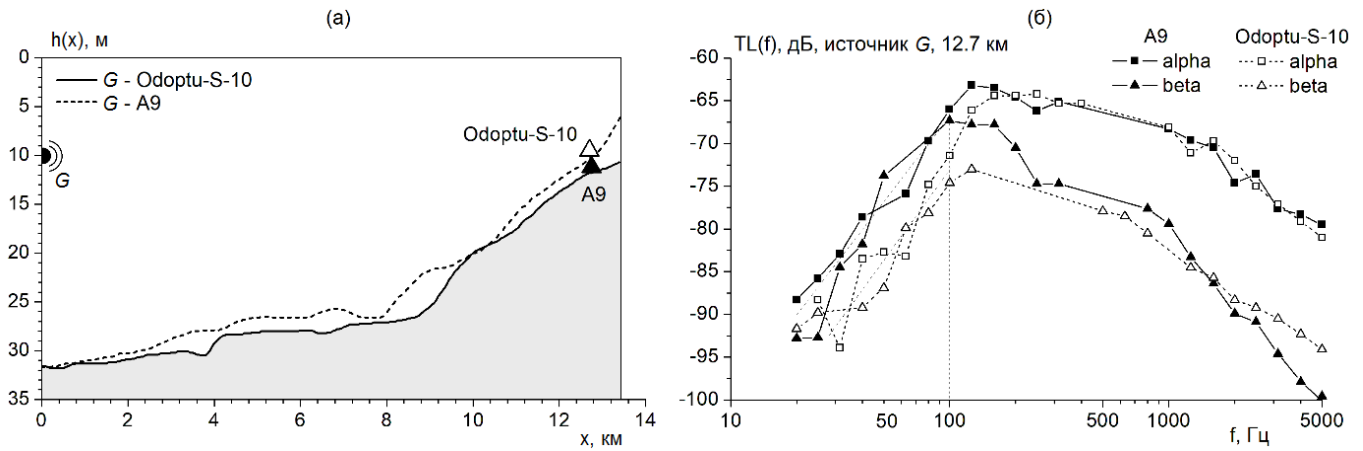 (а)
h(x), м
0
5
10
15
20
25
30
35
0
2
4
6
8
10
12
14
x, км
G - Odoptu-S-10
G - A9
G
Odoptu-S-10
A9
(б)
TL(f), дБ, источник G, 12.7 км
A9
Odoptu-S-10
alpha
alpha
beta
beta
-60
-65
-70
-75
-80
-85
-90
-95
-100
10
50
100
500
1000
5000
f, Гц